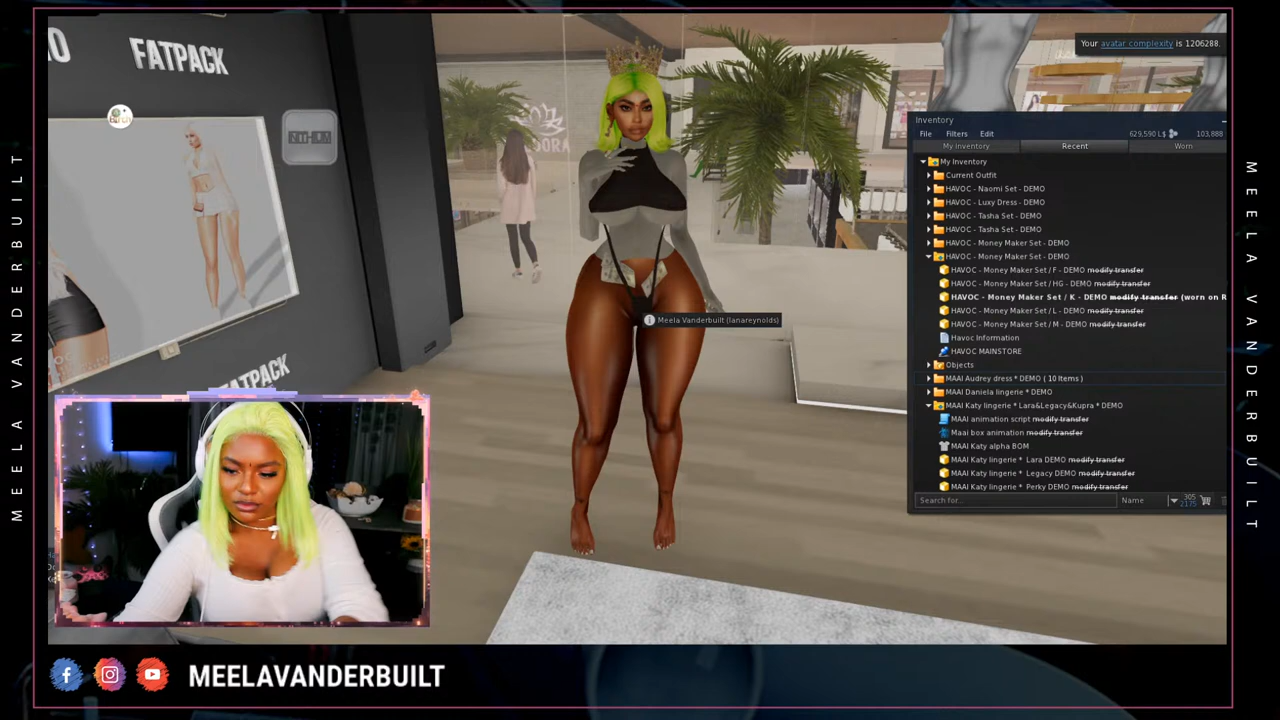 FATPACK
Your avatar complexity is 1206288.
Inventory
File Filters Edit 629,590 L$ 103,888
My Inventory Recent Worn
My Inventory
Current Outfit
HAVOC - Naomi Set - DEMO
HAVOC - Luxy Dress - DEMO
HAVOC - Tasha Set - DEMO
HAVOC - Tasha Set - DEMO
HAVOC - Money Maker Set - DEMO
HAVOC - Money Maker Set - DEMO
HAVOC - Money Maker Set / F - DEMO modify transfer
HAVOC - Money Maker Set / HG - DEMO modify transfer
HAVOC - Money Maker Set / K - DEMO modify transfer (worn on R
HAVOC - Money Maker Set / L - DEMO modify transfer
HAVOC - Money Maker Set / M - DEMO modify transfer
Havoc Information
HAVOC MAINSTORE
Objects
MAAI Audrey dress * DEMO ( 10 Items )
MAAI Daniela lingerie * DEMO
MAAI Katy lingerie * Lara&Legacy&Kupra * DEMO
MAAI animation script modify transfer
Maai box animation modify transfer
MAAI Katy alpha BOM
MAAI Katy lingerie * Lara DEMO modify transfer
MAAI Katy lingerie * Legacy DEMO modify transfer
MAAI Katy lingerie * Perky DEMO modify transfer
Search for... Name 305
2175
Meela Vanderbuilt (lanareynolds)
FATPACK
MEELA VANDERBUILT
MEELA VANDERBUILT
MEELAVANDERBUILT